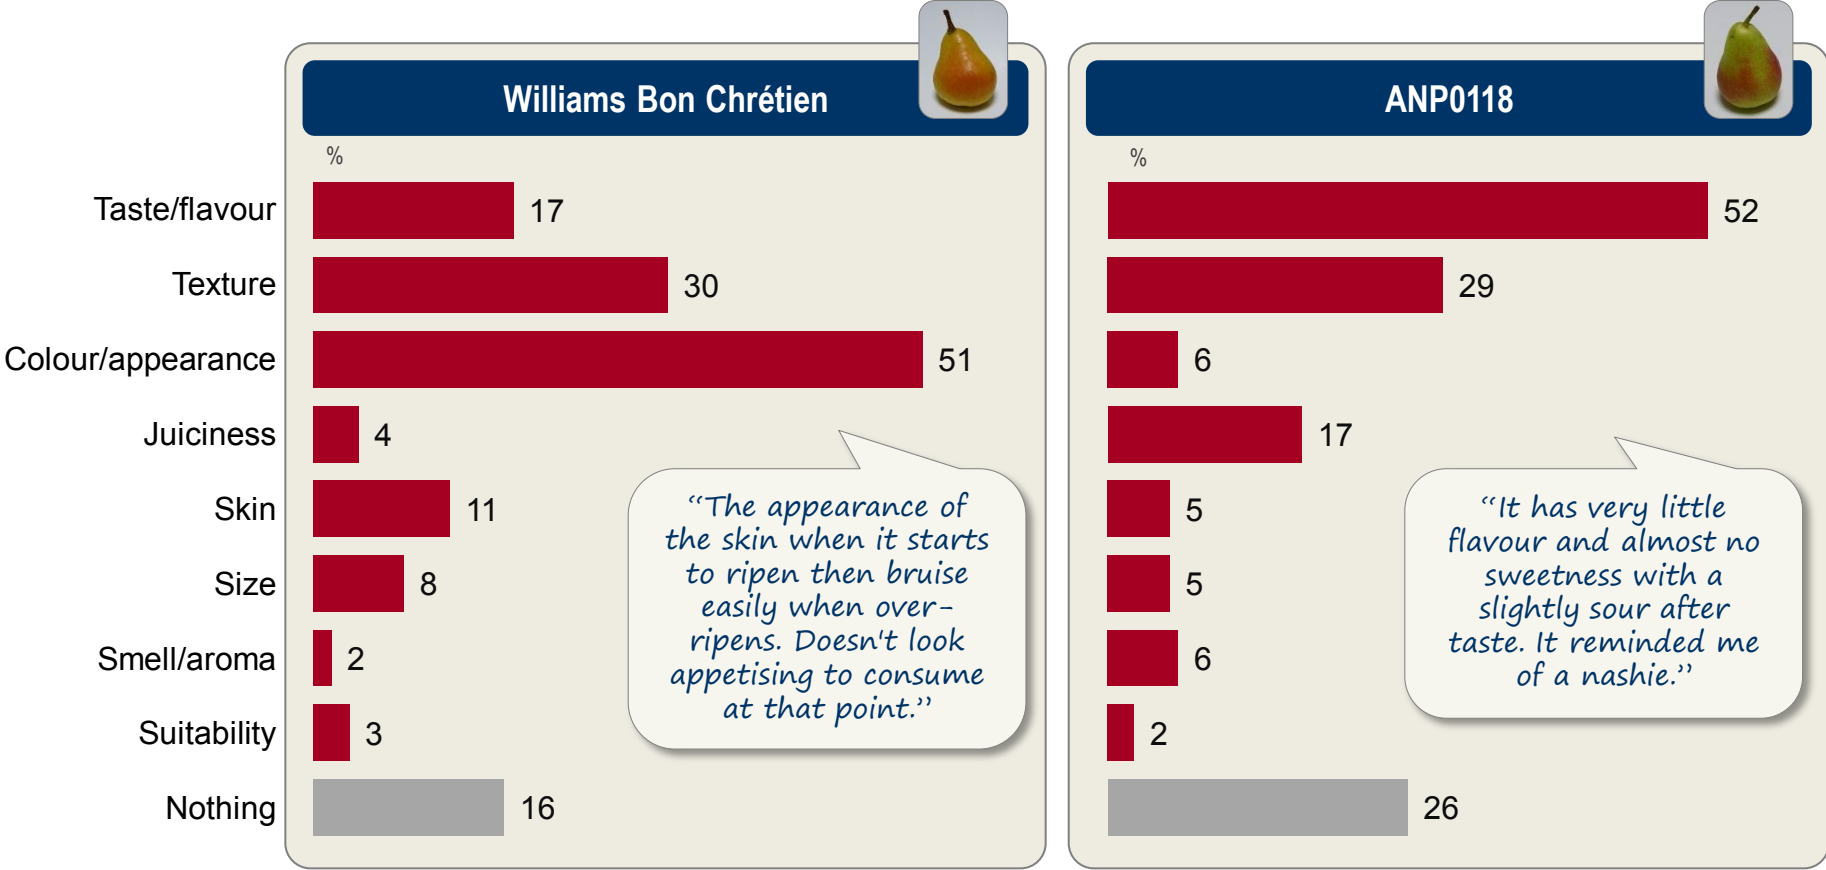 Williams Bon Chrétien
ANP0118
%
%
Taste/flavour 17 52
Texture 30 29
Colour/appearance 51 6
Juiciness 4 17
Skin 11 5
Size 8 5
Smell/aroma 2 6
Suitability 3 2
Nothing 16 26
“The appearance of
the skin when it starts
to ripen then bruise
easily when over-
ripens. Doesn't look
appetising to consume
at that point.”
“It has very little
flavour and almost no
sweetness with a
slightly sour after
taste. It reminded me
of a nashie.”